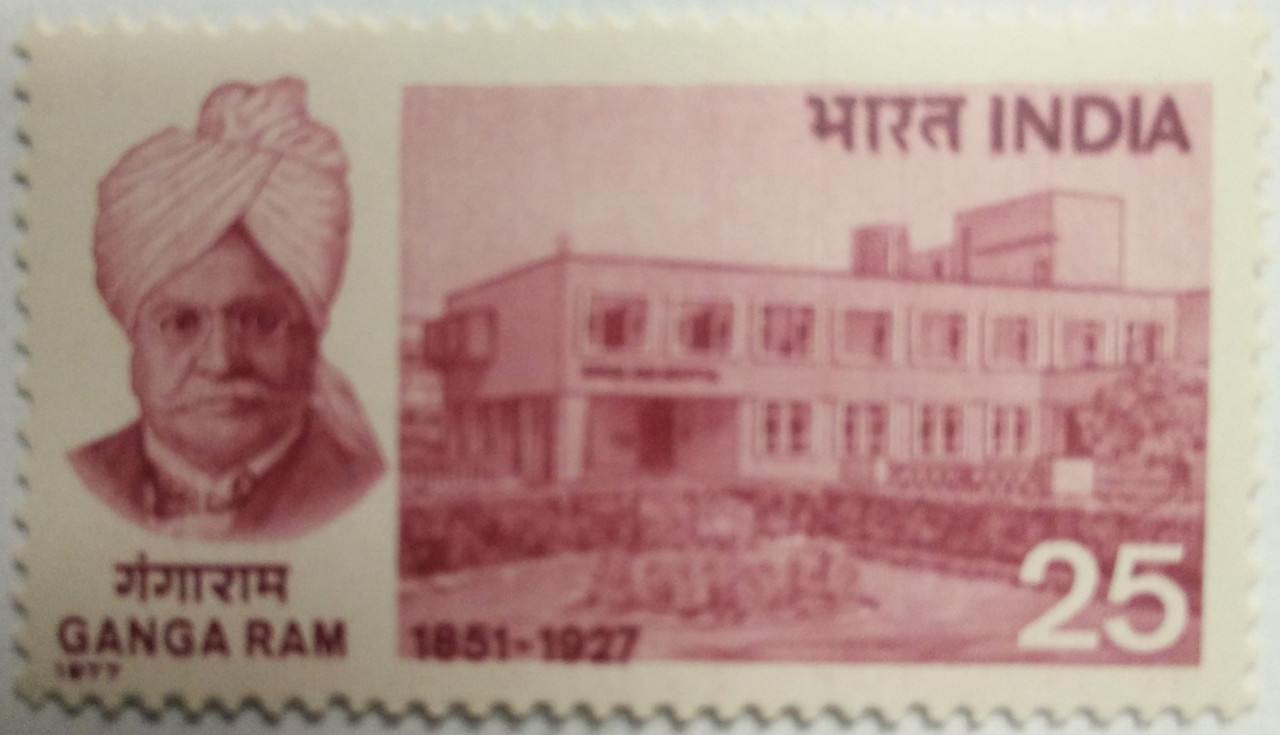 भारत INDIA
25
गंगाराम
GANGA RAM
1851-1927
1977